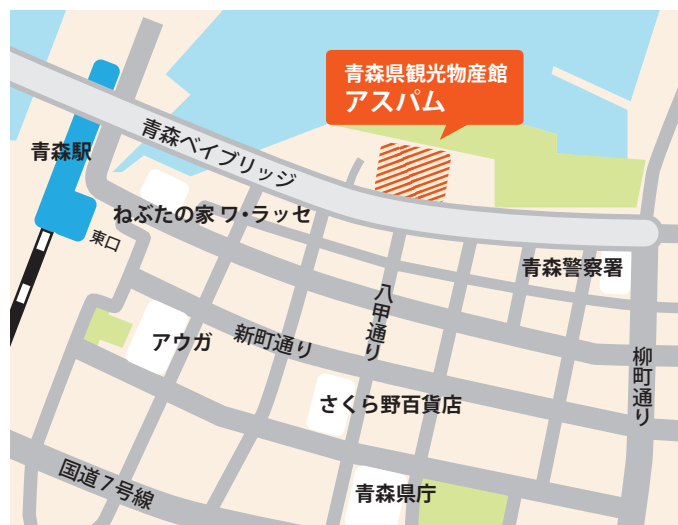 青森県観光物産館
アスパム
青森ベイブリッジ
青森駅
ねぶたの家 ワ・ラッセ
東口
青森警察署
八甲通り
新町通り
アウガ
柳町通り
さくら野百貨店
国道7号線
青森県庁